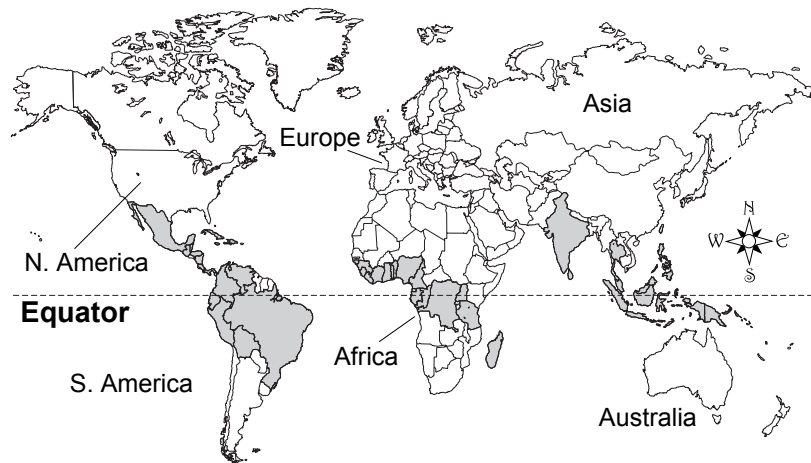 Asia
Europe
N
W E
S
N. America
Equator
Africa
S. America
Australia